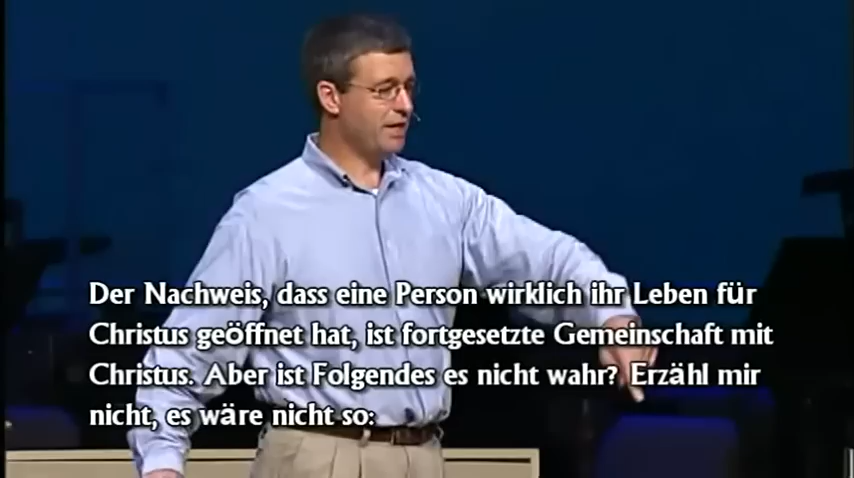 Der Nachweis, dass eine Person wirklich ihr Leben für
Christus geöffnet hat, ist fortgesetzte Gemeinschaft mit
Christus. Aber ist Folgendes es nicht wahr? Erzähl mir
nicht, es wäre nicht so: